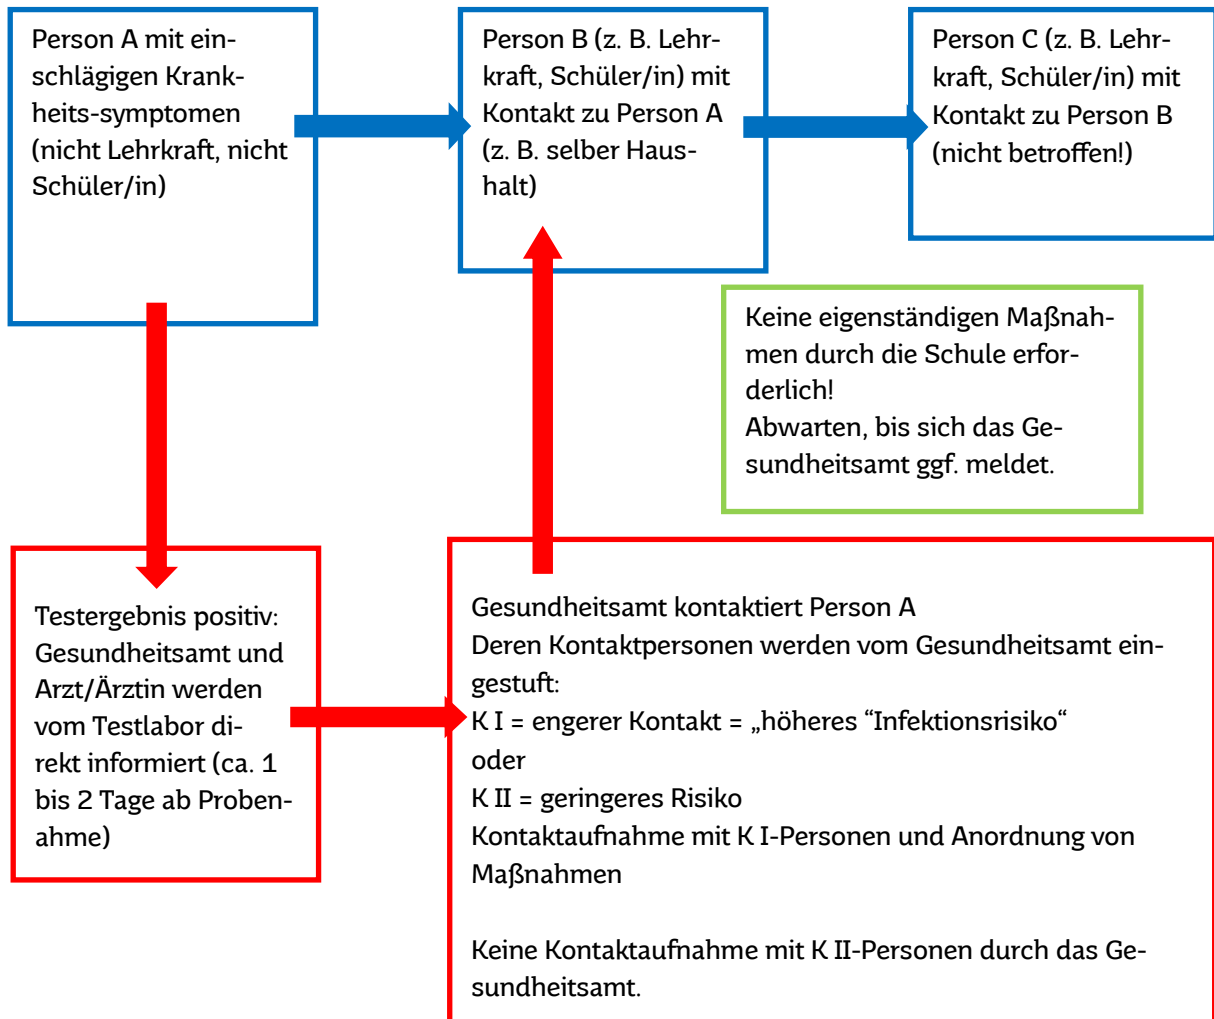 Person A mit ein-
schlägigen Krank-
heits-symptomen
(nicht Lehrkraft, nicht
Schüler/in)
Person B (z. B. Lehr-
kraft, Schüler/in) mit
Kontakt zu Person A
(z. B. selber Haus-
halt)
Person C (z. B. Lehr-
kraft, Schüler/in) mit
Kontakt zu Person B
(nicht betroffen!)
Keine eigenständigen Maßnah-
men durch die Schule erfor-
derlich!
Abwarten, bis sich das Ge-
sundheitsamt ggf. meldet.
Testergebnis positiv:
Gesundheitsamt und
Arzt/Ärztin werden
vom Testlabor di-
rekt informiert (ca. 1
bis 2 Tage ab Proben-
ahme)
Gesundheitsamt kontaktiert Person A
Deren Kontaktpersonen werden vom Gesundheitsamt ein-
gestuft:
K I = engerer Kontakt = „höheres “Infektionsrisiko“
oder
K II = geringeres Risiko
Kontaktaufnahme mit K I-Personen und Anordnung von
Maßnahmen
Keine Kontaktaufnahme mit K II-Personen durch das Ge-
sundheitsamt.